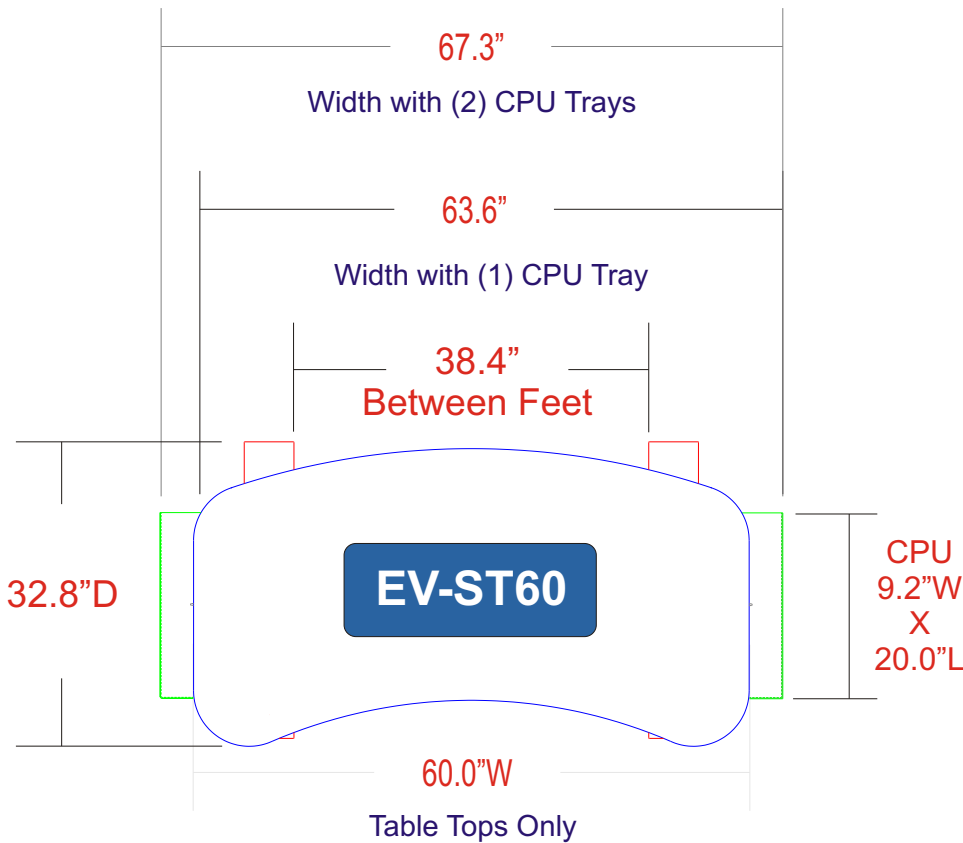 67.3”
Width with (2) CPU Trays
63.6”
Width with (1) CPU Tray
38.4”
Between Feet
32.8”D
EV-ST60
CPU
9.2”W
X
20.0”L
60.0”W
Table Tops Only